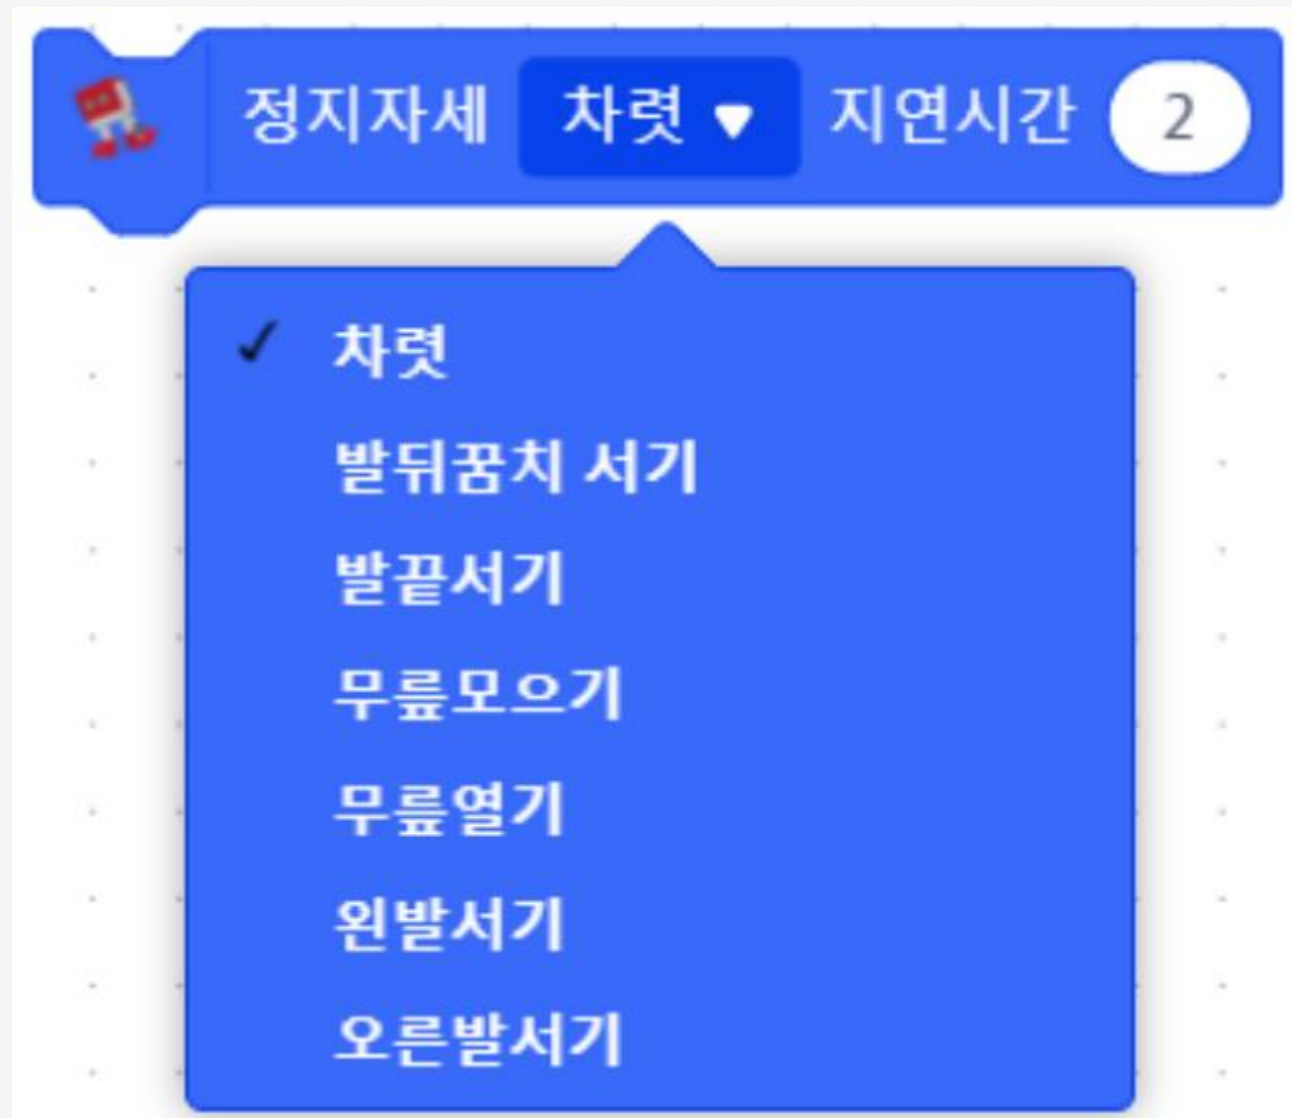 정지자세 차렷 ▼ 지연시간 2
✓ 차렷
발뒤꿈치 서기
발끝서기
무릎모으기
무릎열기
왼발서기
오른발서기